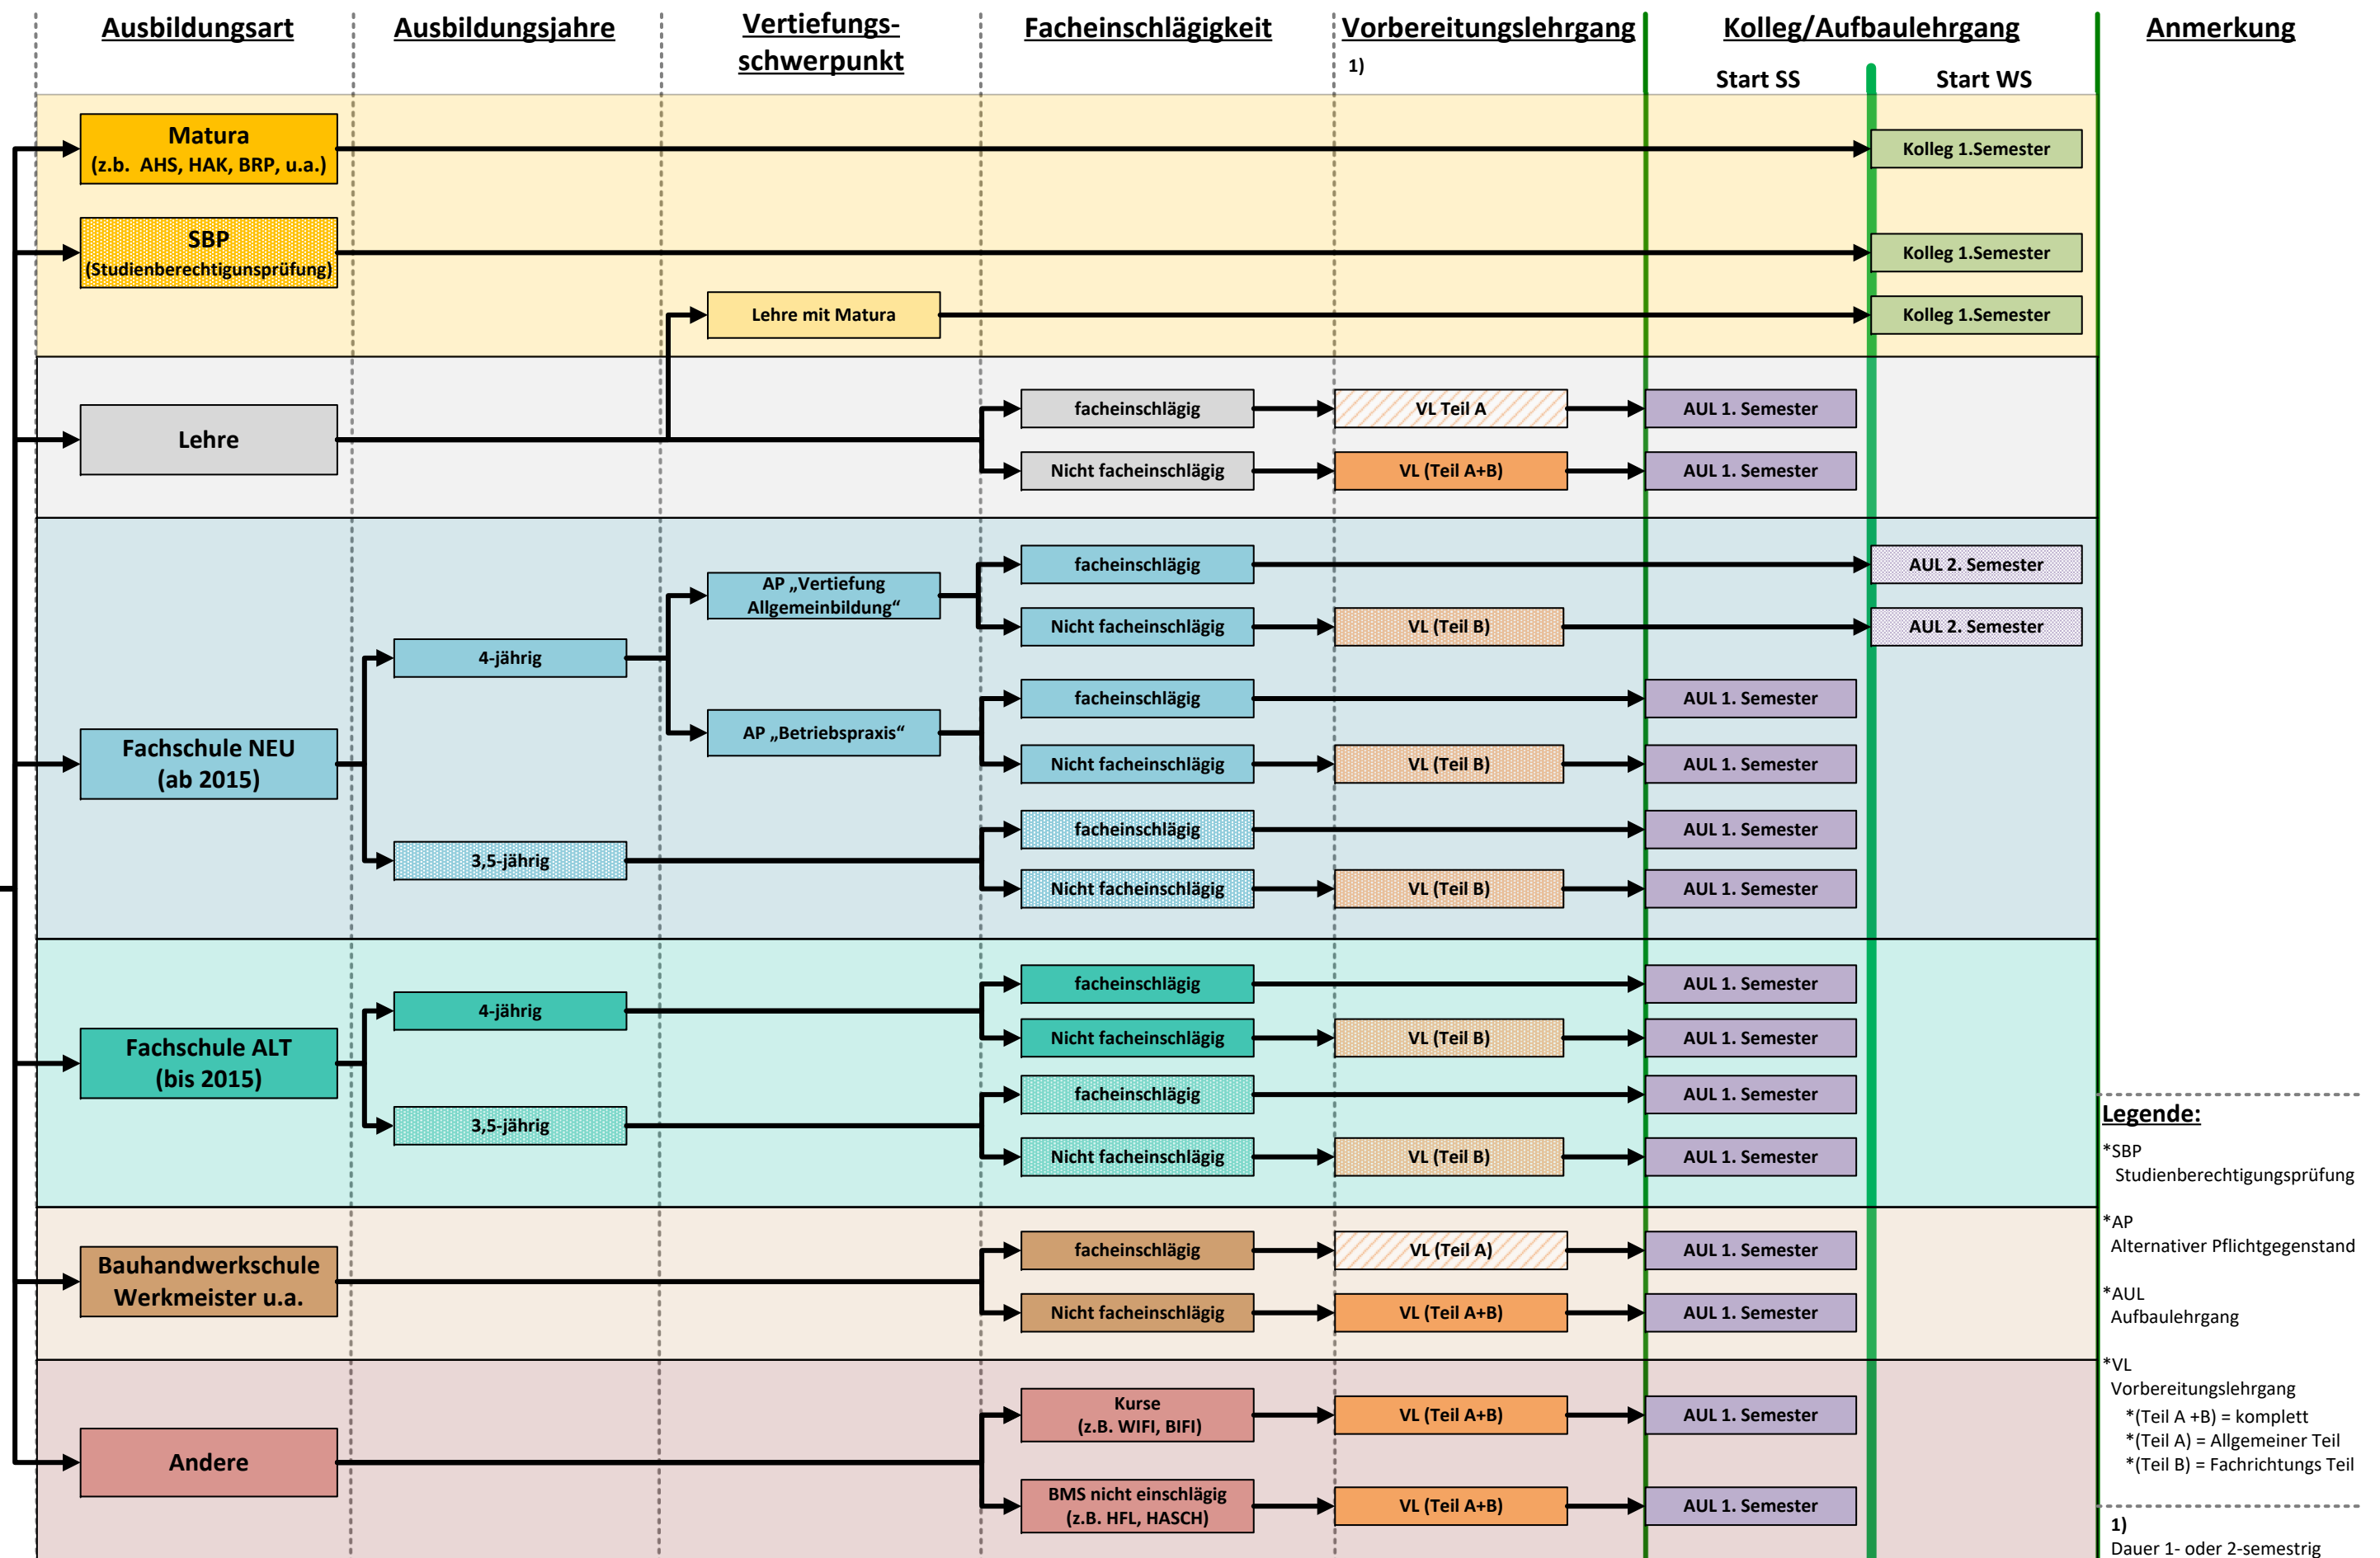 Ausbildungsart
Ausbildungsjahre
Vertiefungs-
schwerpunkt
Facheinschlägigkeit
Vorbereitungslehrgang
1)
Kolleg/Aufbaulehrgang
Start SS
Start WS
Anmerkung
Matura
(z.b. AHS, HAK, BRP, u.a.)
Kolleg 1.Semester
SBP
(Studienberechtigunsprüfung)
Kolleg 1.Semester
Lehre mit Matura
Kolleg 1.Semester
Lehre
facheinschlägig
VL Teil A
AUL 1. Semester
Nicht facheinschlägig
VL (Teil A+B)
AUL 1. Semester
Fachschule NEU
(ab 2015)
4-jährig
AP „Vertiefung
Allgemeinbildung“
facheinschlägig
AUL 2. Semester
Nicht facheinschlägig
VL (Teil B)
AUL 2. Semester
AP „Betriebspraxis“
facheinschlägig
AUL 1. Semester
Nicht facheinschlägig
VL (Teil B)
AUL 1. Semester
3,5-jährig
facheinschlägig
AUL 1. Semester
Nicht facheinschlägig
VL (Teil B)
AUL 1. Semester
Fachschule ALT
(bis 2015)
4-jährig
facheinschlägig
AUL 1. Semester
Nicht facheinschlägig
VL (Teil B)
AUL 1. Semester
3,5-jährig
facheinschlägig
AUL 1. Semester
Nicht facheinschlägig
VL (Teil B)
AUL 1. Semester
Bauhandwerkschule
Werkmeister u.a.
facheinschlägig
VL (Teil A)
AUL 1. Semester
Nicht facheinschlägig
VL (Teil A+B)
AUL 1. Semester
Andere
Kurse
(z.B. WIFI, BIFI)
VL (Teil A+B)
AUL 1. Semester
BMS nicht einschlägig
(z.B. HFL, HASCH)
VL (Teil A+B)
AUL 1. Semester
Legende:
*SBP
Studienberechtigungsprüfung
*AP
Alternativer Pflichtgegenstand
*AUL
Aufbaulehrgang
*VL
Vorbereitungslehrgang
*(Teil A +B) = komplett
*(Teil A) = Allgemeiner Teil
*(Teil B) = Fachrichtungs Teil
1)
Dauer 1- oder 2-semestrig